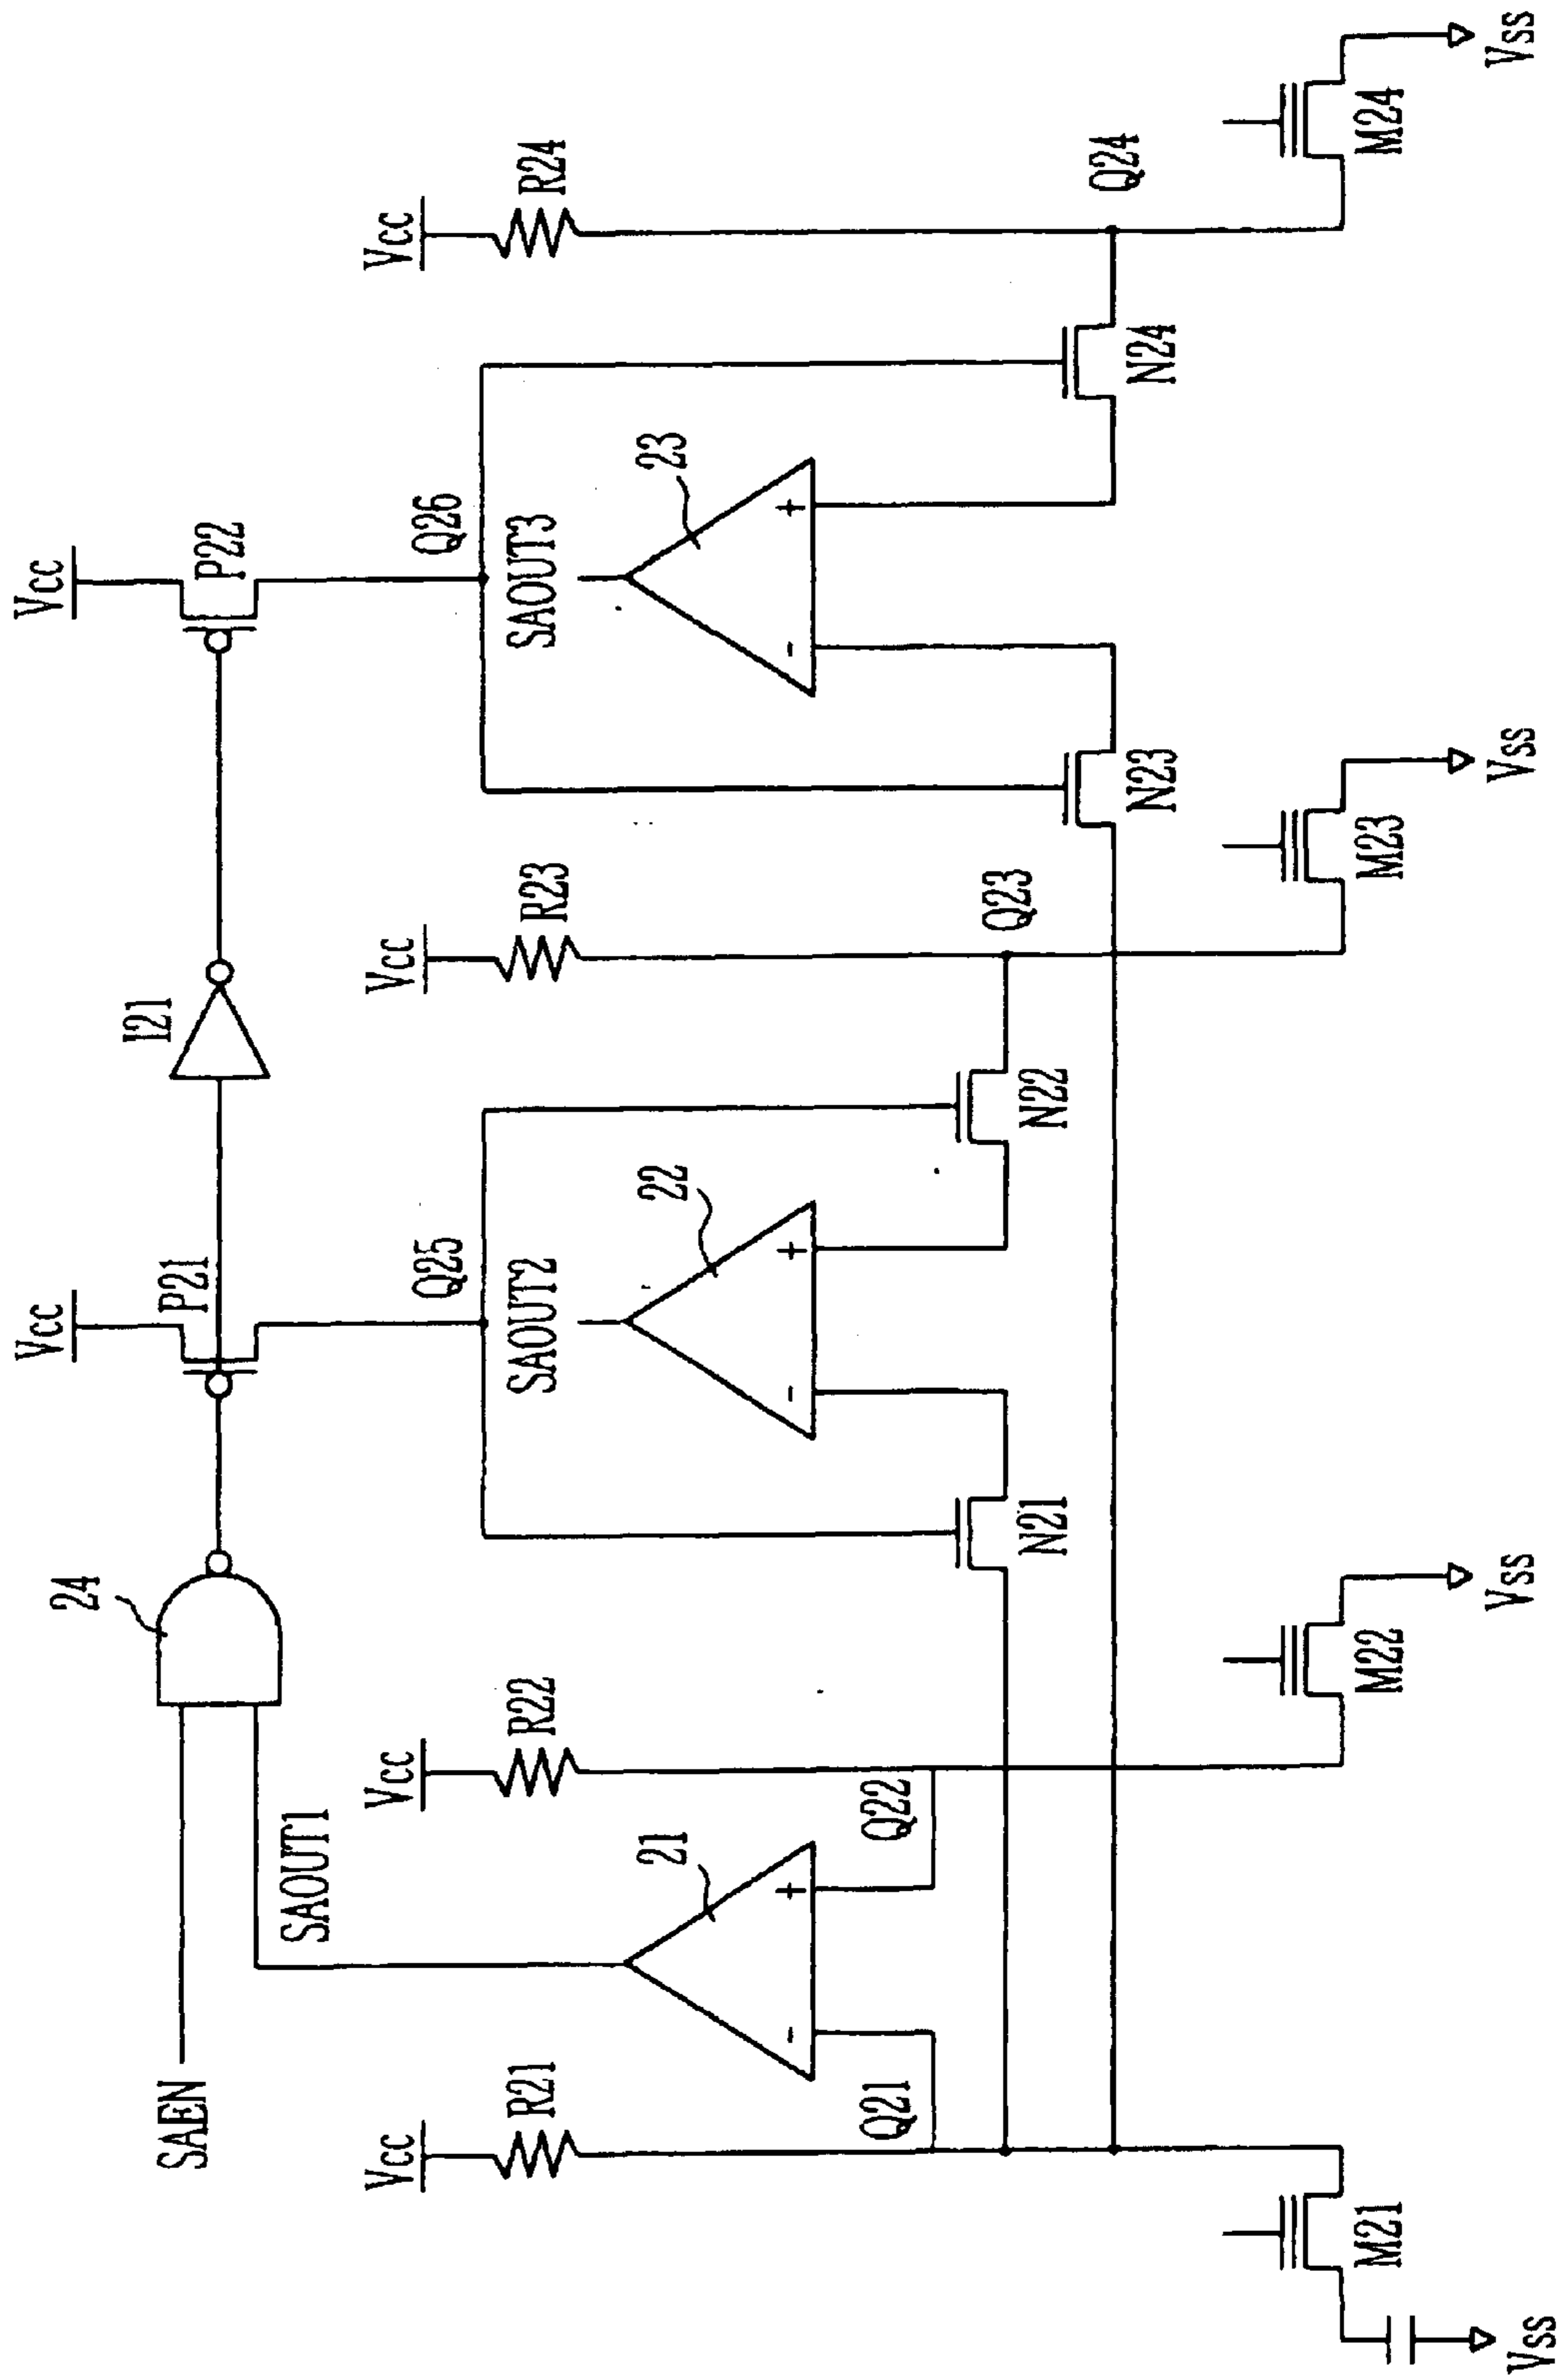 Vcc
Vcc
P21
P22
I21
24
SAEN
SAOUT1
Q25
Q26
Vcc
R21
Vcc
R22
Vcc
R23
Vcc
R24
SAOUT2
SAOUT3
21
22
23
- +
- +
- +
Q21
Q22
Q23
Q24
N21
N22
N23
N24
M21
M22
M23
M24
Vss
Vss
Vss
Vss